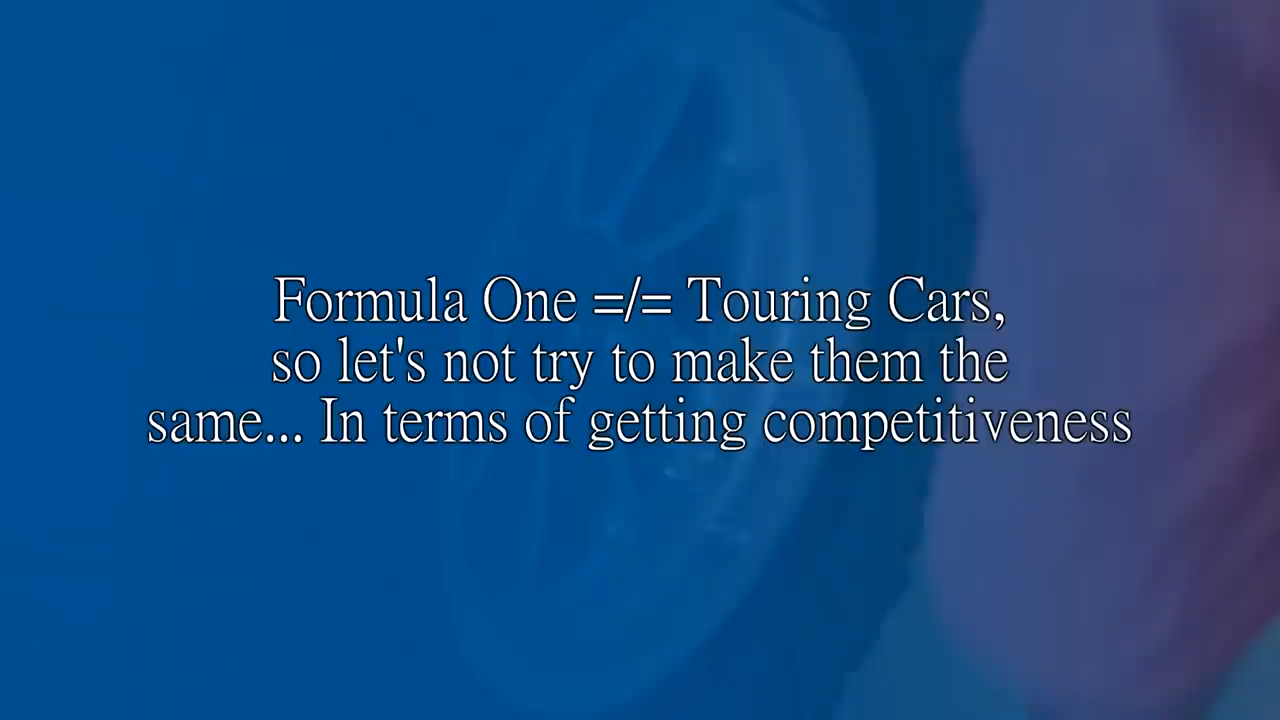 Formula One =/= Touring Cars,
so let's not try to make them the
same... In terms of getting competitiveness